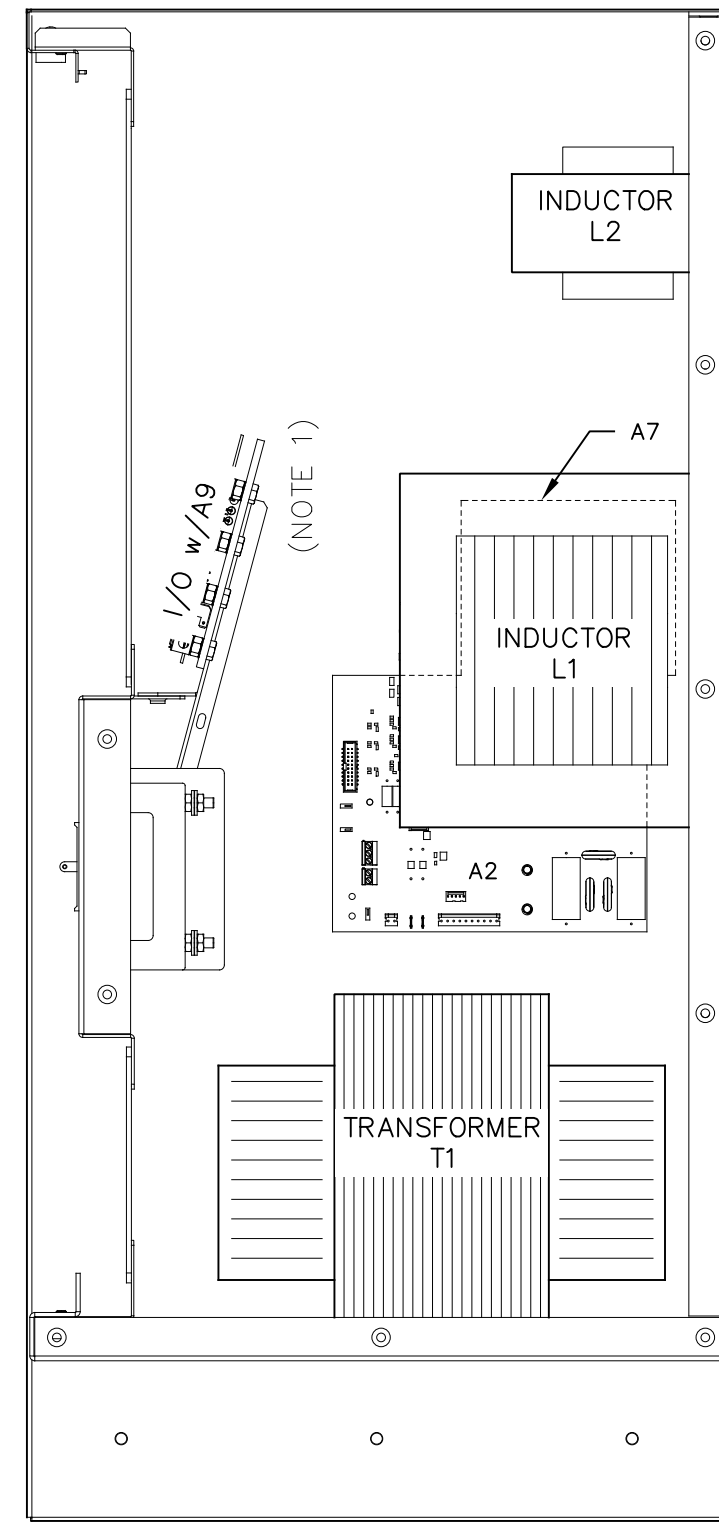 INDUCTOR
L2
A7
(NOTE 1)
I/O w/A9
INDUCTOR
L1
A2
TRANSFORMER
T1